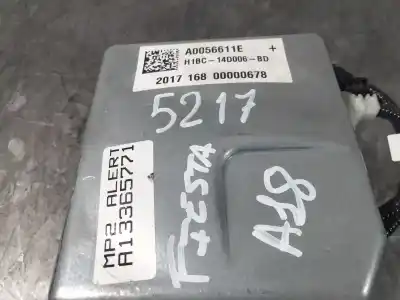 A0056611E +
H1BC-14D006-BD
2017 168 00000678
5217
MP2 ALERT
A13365771
FIESTA
A18